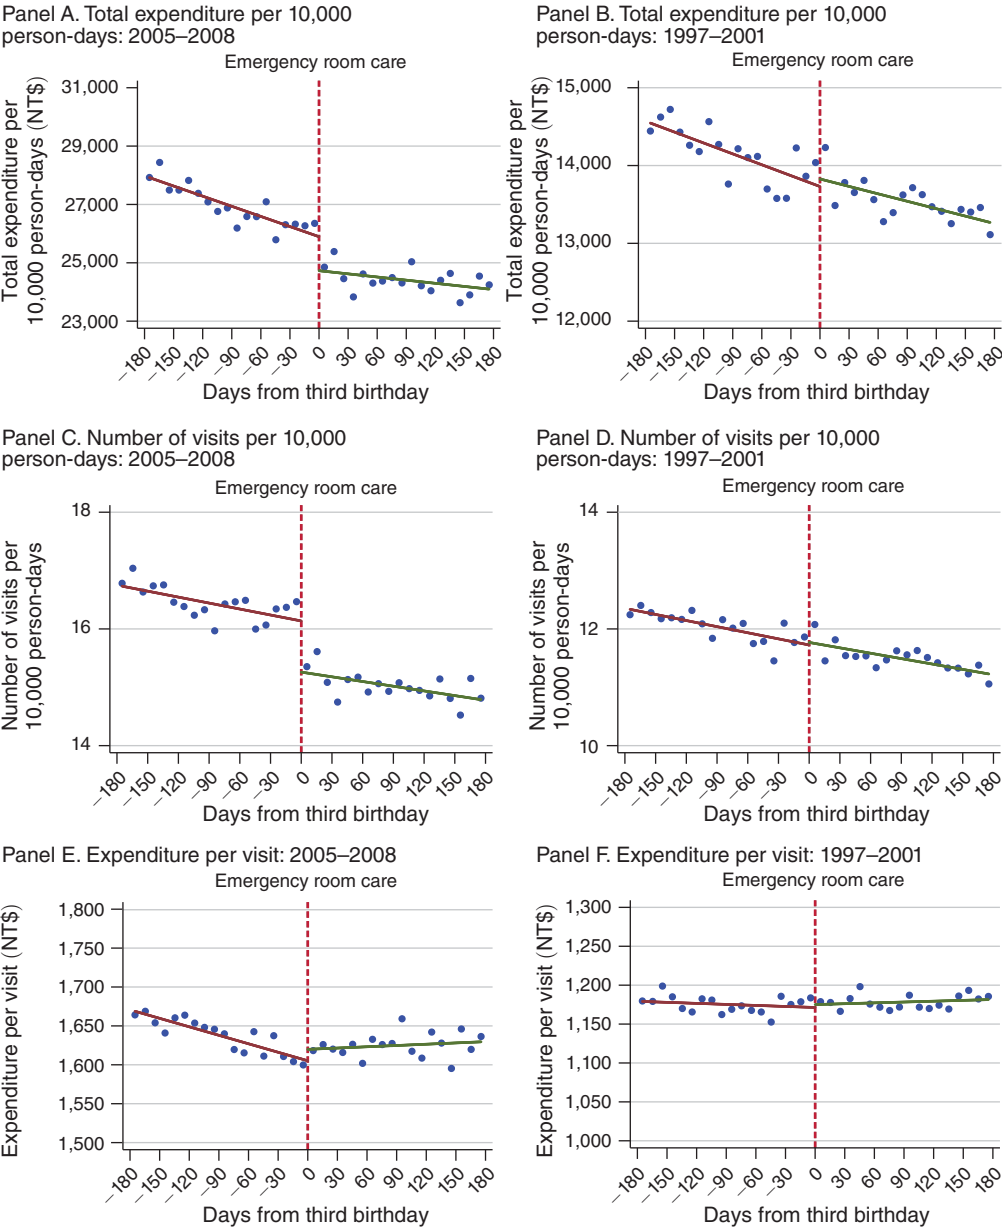 Panel A. Total expenditure per 10,000
person-days: 2005–2008
Emergency room care
Total expenditure per
10,000 person-days (NT$)
31,000
29,000
27,000
25,000
23,000
−180 −150 −120 −90 −60 −30 0 30 60 90 120 150 180
Days from third birthday
Panel B. Total expenditure per 10,000
person-days: 1997–2001
Emergency room care
Total expenditure per
10,000 person-days (NT$)
15,000
14,000
13,000
12,000
−180 −150 −120 −90 −60 −30 0 30 60 90 120 150 180
Days from third birthday
Panel C. Number of visits per 10,000
person-days: 2005–2008
Emergency room care
Number of visits per
10,000 person-days
18
16
14
−180 −150 −120 −90 −60 −30 0 30 60 90 120 150 180
Days from third birthday
Panel D. Number of visits per 10,000
person-days: 1997–2001
Emergency room care
Number of visits per
10,000 person-days
14
12
10
−180 −150 −120 −90 −60 −30 0 30 60 90 120 150 180
Days from third birthday
Panel E. Expenditure per visit: 2005–2008
Emergency room care
Expenditure per visit (NT$)
1,800
1,750
1,700
1,650
1,600
1,550
1,500
−180 −150 −120 −90 −60 −30 0 30 60 90 120 150 180
Days from third birthday
Panel F. Expenditure per visit: 1997–2001
Emergency room care
Expenditure per visit (NT$)
1,300
1,250
1,200
1,150
1,100
1,050
1,000
−180 −150 −120 −90 −60 −30 0 30 60 90 120 150 180
Days from third birthday